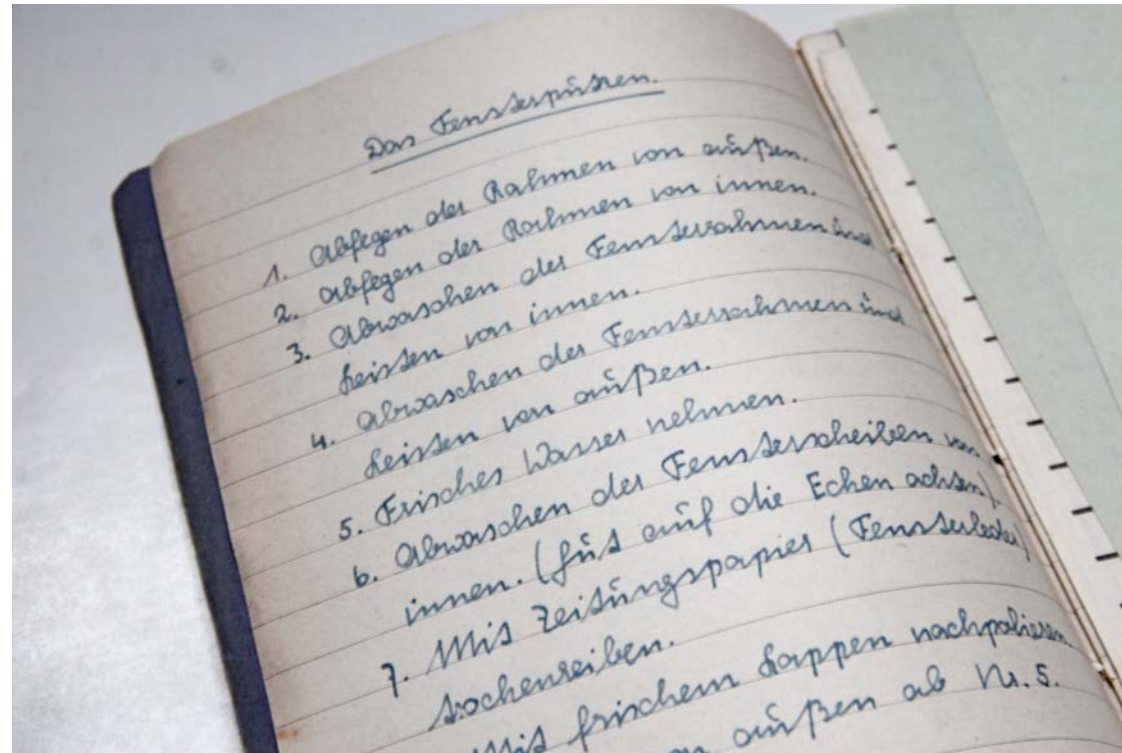 Das Fensterputzen.
1. Abfegen der Rahmen von außen.
2. Abfegen der Rahmen von innen.
3. Abwaschen der Fensterrahmen und
Leisten von innen.
4. Abwaschen der Fensterrahmen und
Leisten von außen.
5. Frisches Wasser nehmen.
6. Abwaschen der Fensterscheiben von
innen. (Gut auf die Ecken achten).
7. Mit Zeitungspapier (Fensterleder)
trockenreiben.
Mit frischem Lappen nachpolieren
außen ab Nr. 5.